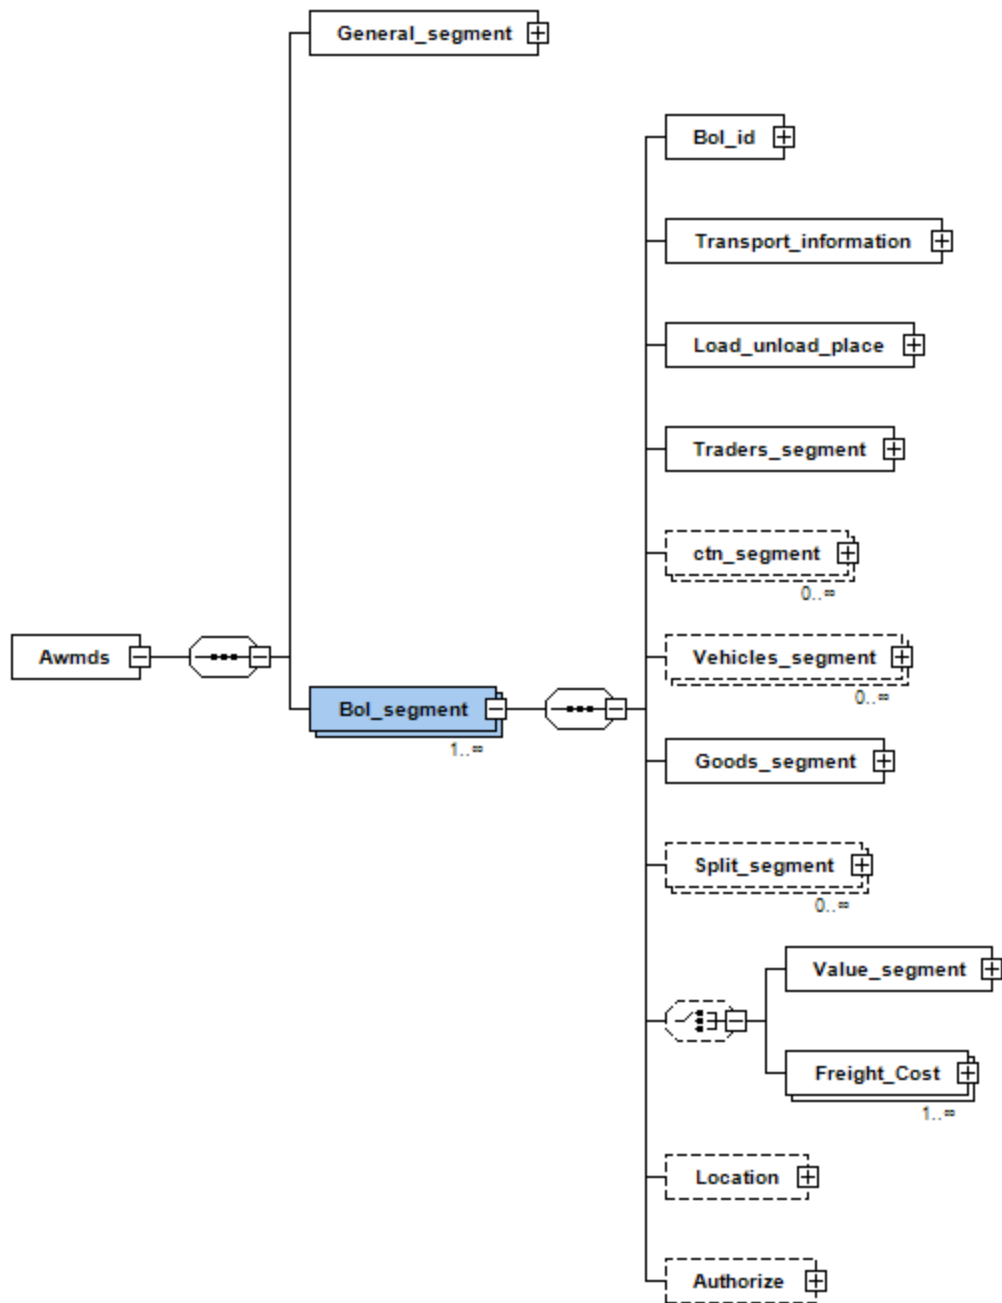 General_segment
Bol_id
Transport_information
Load_unload_place
Traders_segment
ctn_segment
0..∞
Awmds
Vehicles_segment
0..∞
Bol_segment
1..∞
Goods_segment
Split_segment
0..∞
Value_segment
Freight_Cost
1..∞
Location
Authorize